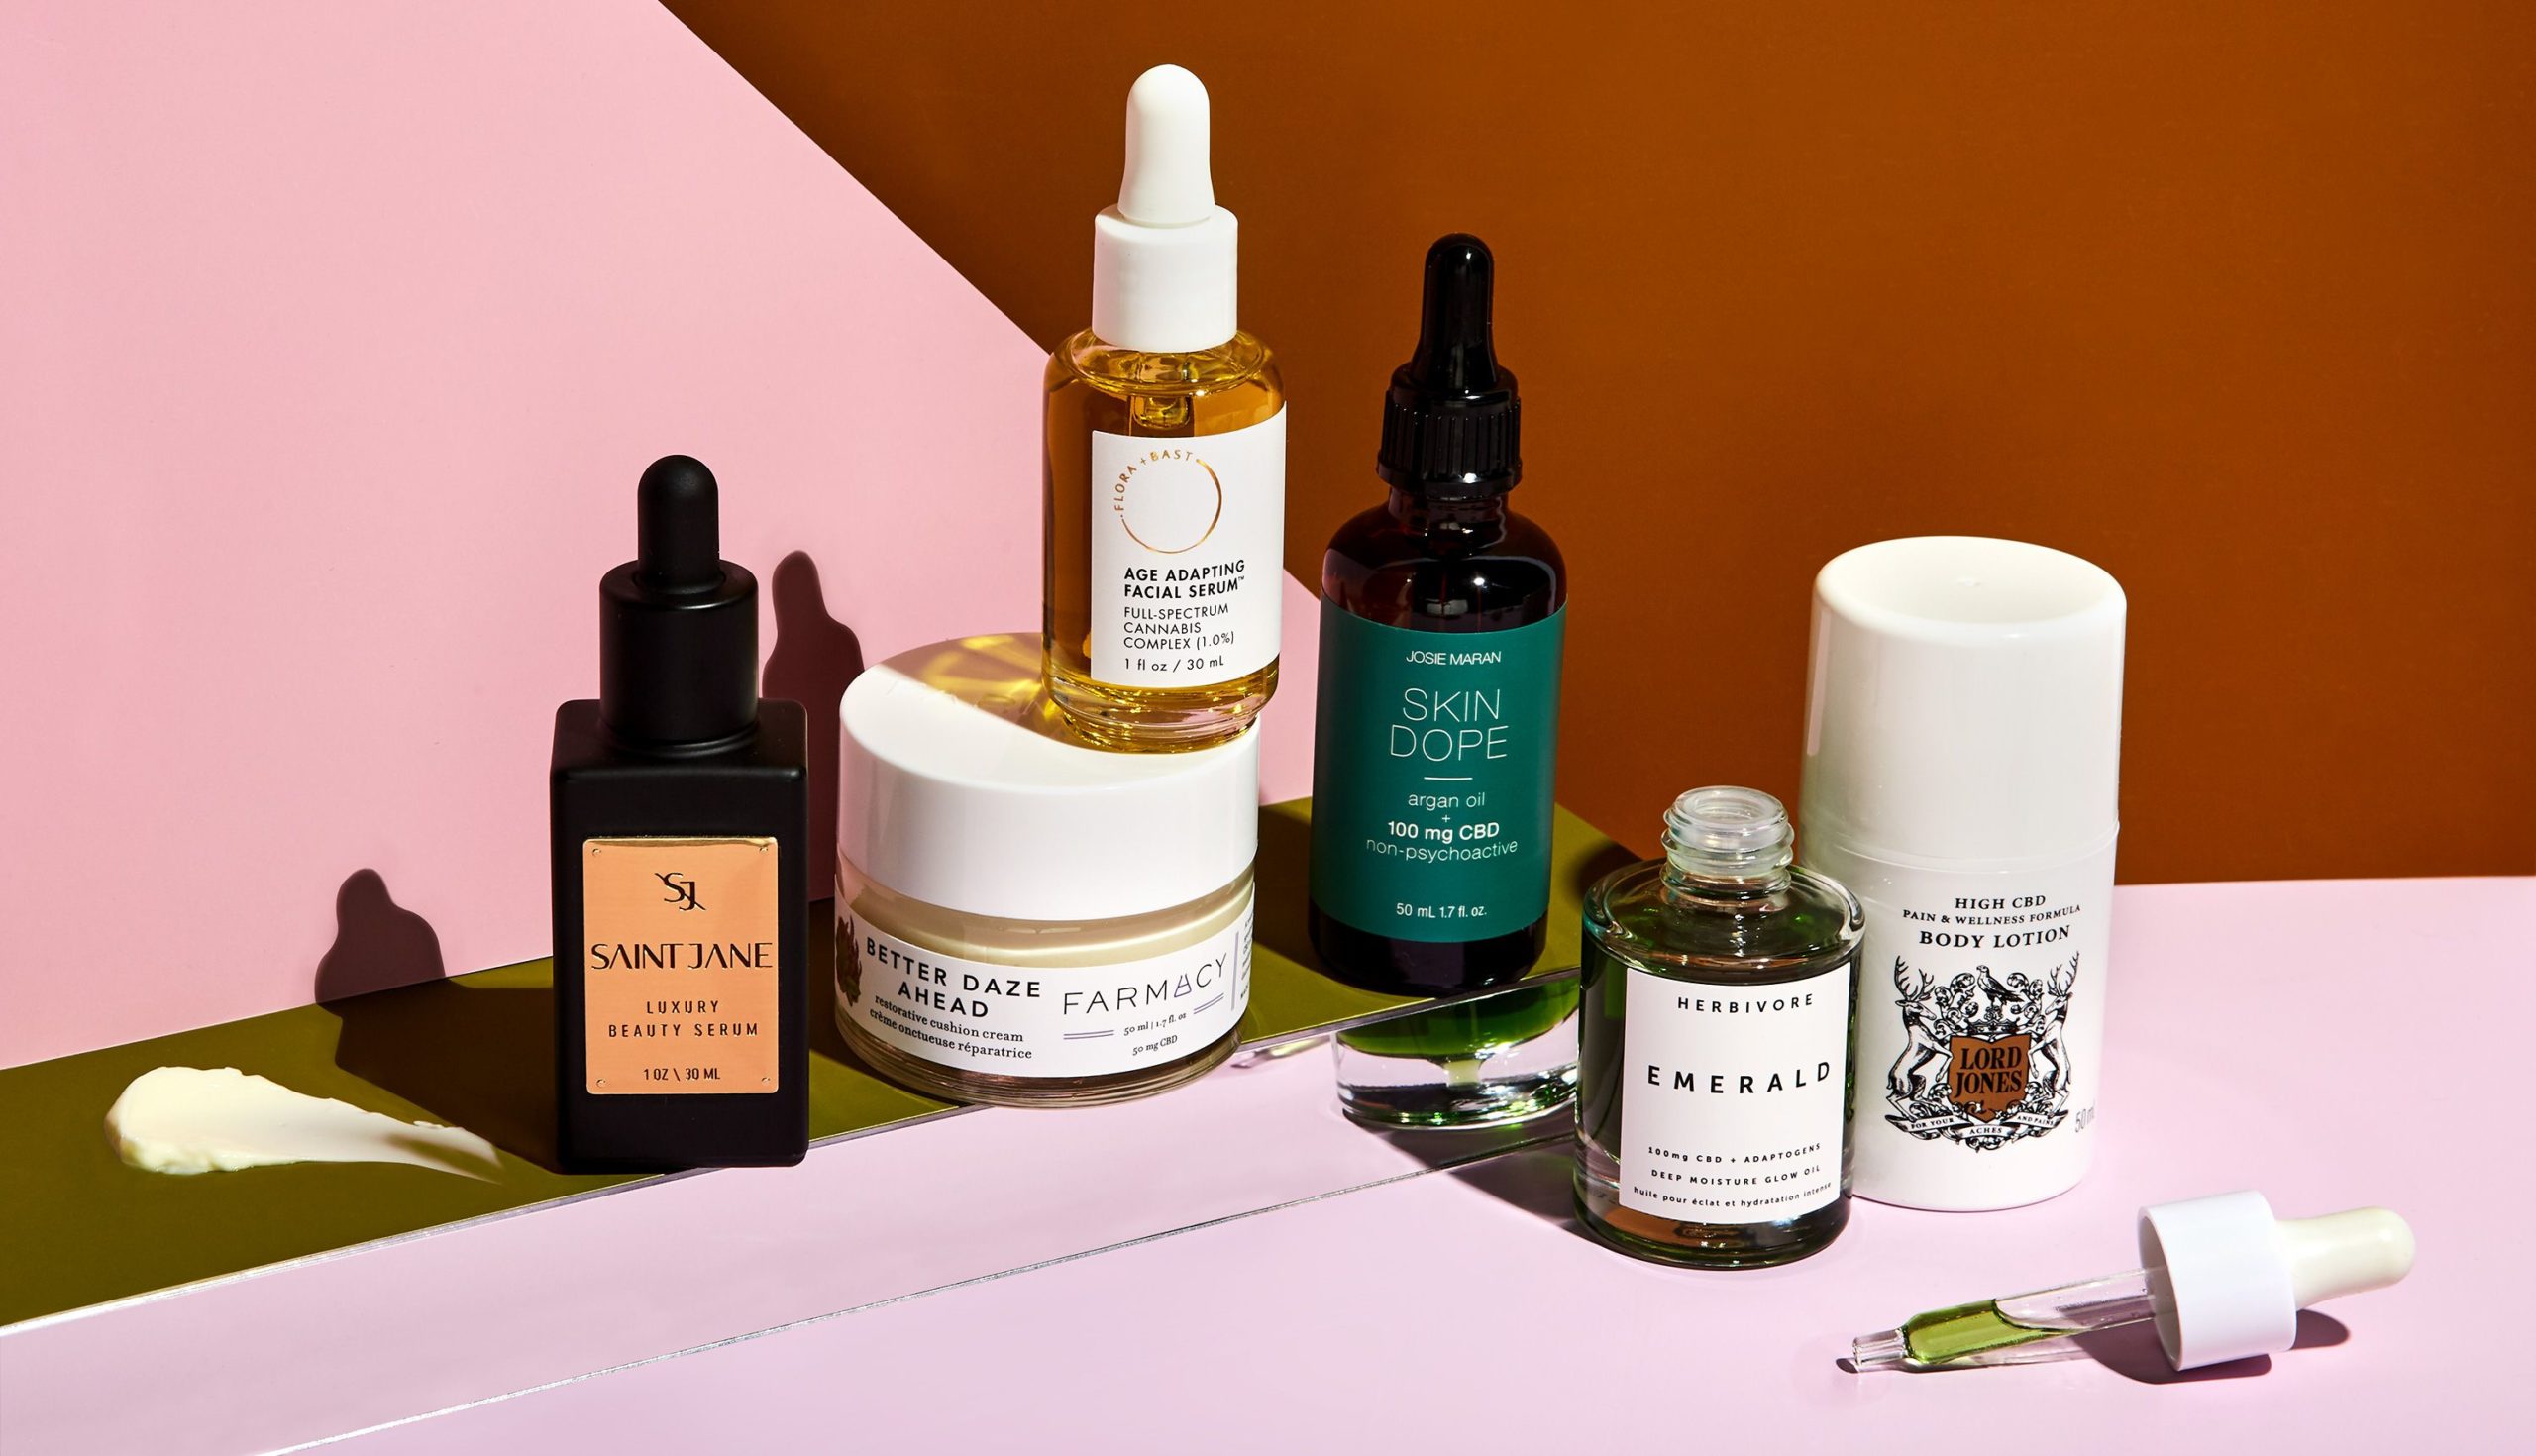 SJ
SAINT JANE
LUXURY
BEAUTY SERUM
1 OZ \ 30 ML
BETTER DAZE
AHEAD
restorative cushion cream
crème onctueuse réparatrice
FARMACY
50 ml | 1.7 fl. oz
50 mg CBD
FLORA + BAST
AGE ADAPTING
FACIAL SERUM™
FULL-SPECTRUM
CANNABIS
COMPLEX (1.0%)
1 fl oz / 30 mL
JOSIE MARAN
SKIN
DOPE
argan oil
+
100 mg CBD
non-psychoactive
50 mL 1.7 fl. oz.
HERBIVORE
EMERALD
100mg CBD + ADAPTOGENS
DEEP MOISTURE GLOW OIL
huile pour éclat et hydratation intense
HIGH CBD
PAIN & WELLNESS FORMULA
BODY LOTION
LORD
JONES
FOR YOUR ACHES AND PAINS